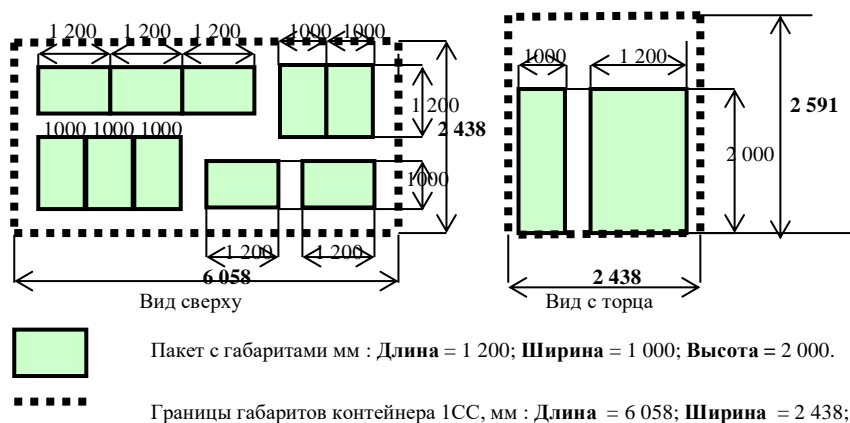 1 200 1 200 1 200 1000 1000
1 200
2 438
1000 1000 1000
1000
1 200 1 200
6 058
Вид сверху
1000 1 200
2 591
2 000
2 438
Вид с торца
Пакет с габаритами мм : Длина = 1 200; Ширина = 1 000; Высота = 2 000.
Границы габаритов контейнера 1СС, мм : Длина = 6 058; Ширина = 2 438;